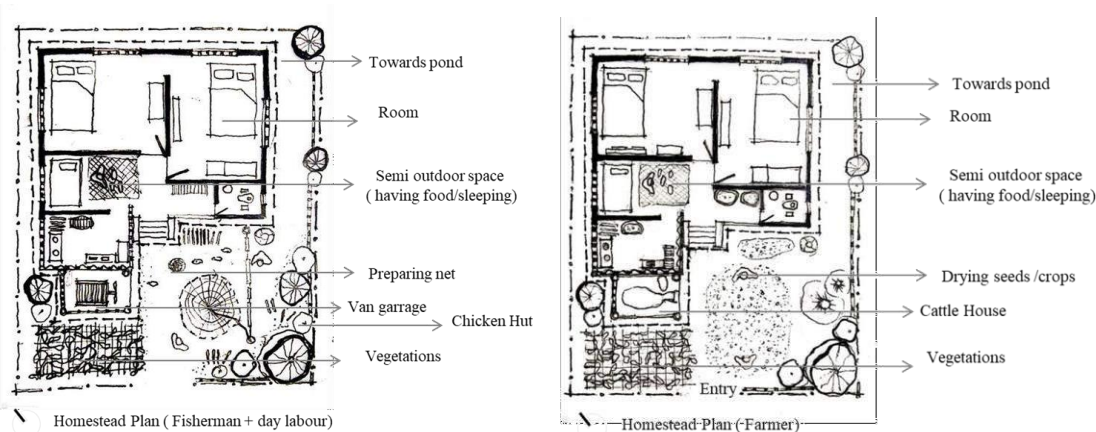 Towards pond
Room
Semi outdoor space
( having food/sleeping)
Preparing net
Van garrage
Chicken Hut
Vegetations
Homestead Plan ( Fisherman + day labour)
Towards pond
Room
Semi outdoor space
( having food/sleeping)
Drying seeds /crops
Cattle House
Vegetations
Entry
Homestead Plan (-Farmer)